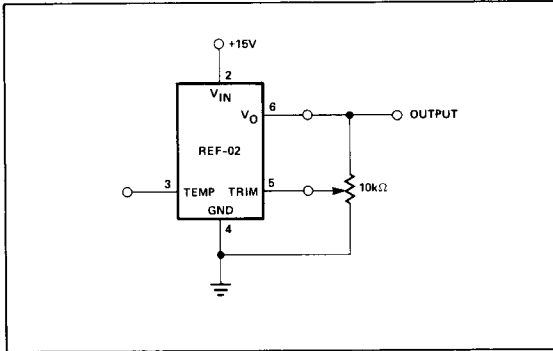 +15V
2
VIN
6
VO
OUTPUT
REF-02
3
TEMP
TRIM
5
10kΩ
GND
4